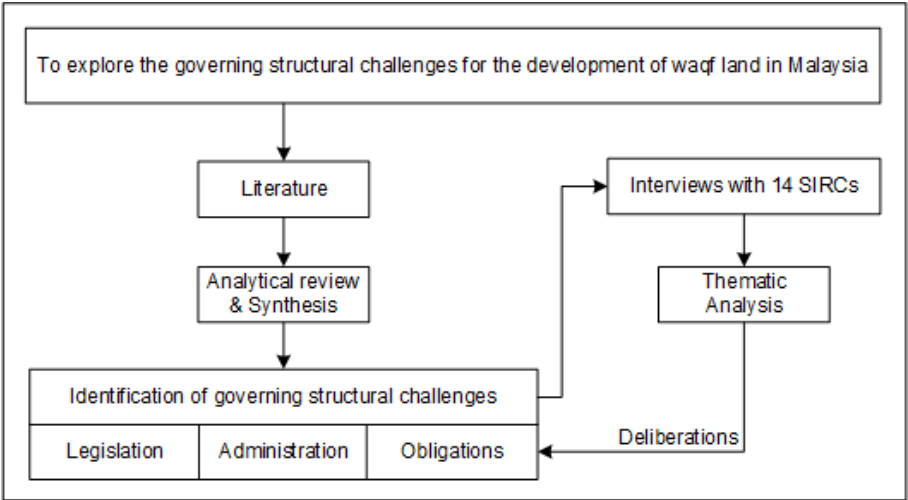 To explore the governing structural challenges for the development of waqf land in Malaysia
Literature
Interviews with 14 SIRCs
Analytical review
& Synthesis
Thematic
Analysis
Identification of governing structural challenges
Legislation
Administration
Obligations
Deliberations